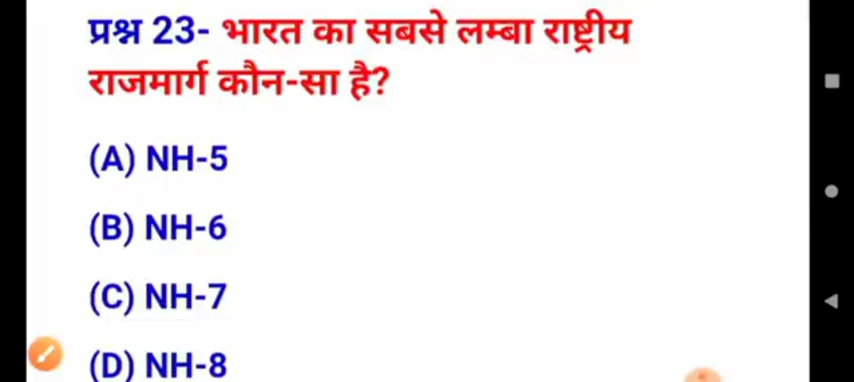 प्रश्न 23- भारत का सबसे लम्बा राष्ट्रीय
राजमार्ग कौन-सा है?
(A) NH-5
(B) NH-6
(C) NH-7
(D) NH-8